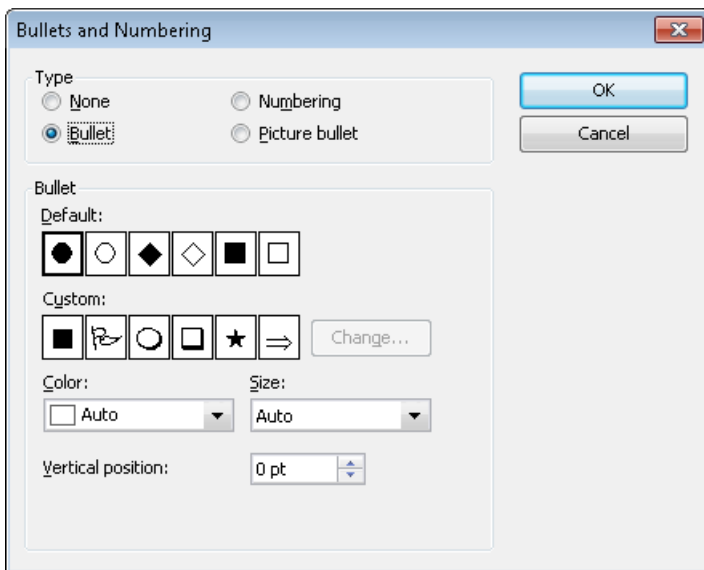 Bullets and Numbering
Type
None
Numbering
OK
Bullet
Picture bullet
Cancel
Bullet
Default:
Custom:
Change...
Color:
Size:
Auto
Auto
Vertical position:
0 pt